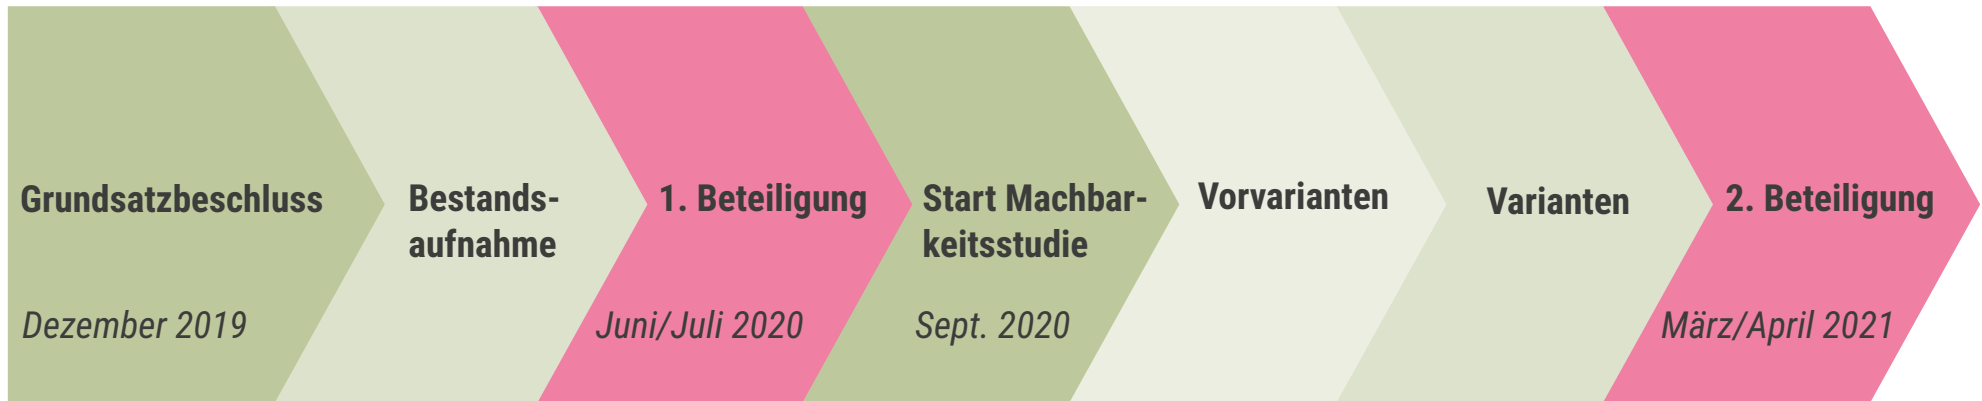 Grundsatzbeschluss
Dezember 2019
Bestands-
aufnahme
1. Beteiligung
Juni/Juli 2020
Start Machbar-
keitsstudie
Sept. 2020
Vorvarianten
Varianten
2. Beteiligung
März/April 2021